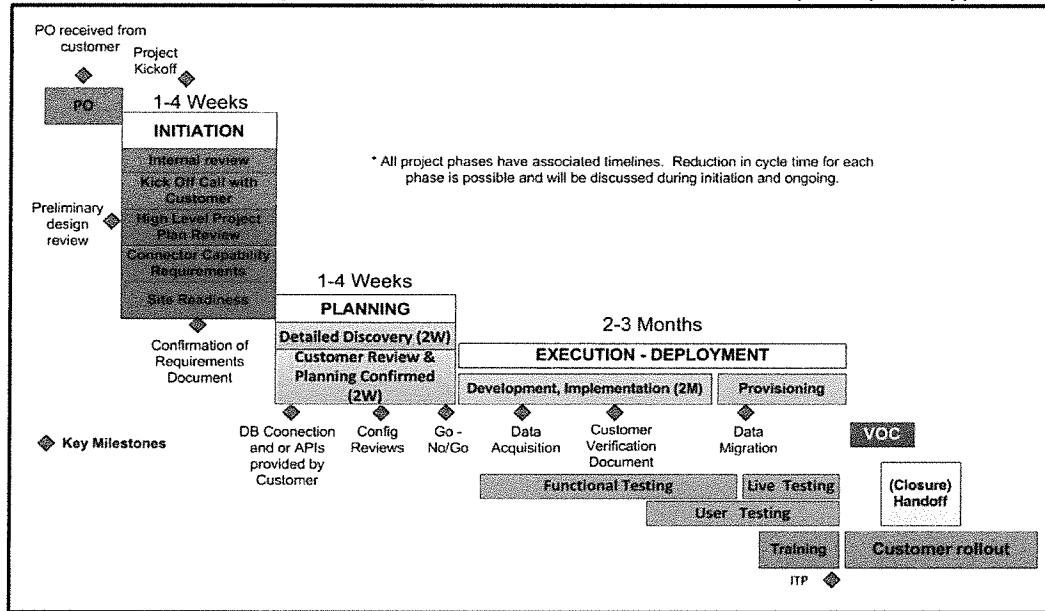 PO received from
customer
Project
Kickoff
PO
1-4 Weeks
INITIATION
Internal review
Kick Off Call with
Customer
High Level Project
Plan Review
Connector Capability
Requirements
Site Readiness
Preliminary
design
review
* All project phases have associated timelines. Reduction in cycle time for each
phase is possible and will be discussed during initiation and ongoing.
Confirmation of
Requirements
Document
1-4 Weeks
PLANNING
Detailed Discovery (2W)
Customer Review &
Planning Confirmed
(2W)
2-3 Months
EXECUTION - DEPLOYMENT
Development, Implementation (2M)
Provisioning
Key Milestones
DB Coonection
and or APIs
provided by
Customer
Config
Reviews
Go -
No/Go
Data
Acquisition
Customer
Verification
Document
Data
Migration
VOC
Functional Testing
Live Testing
User Testing
(Closure)
Handoff
Training
Customer rollout
ITP